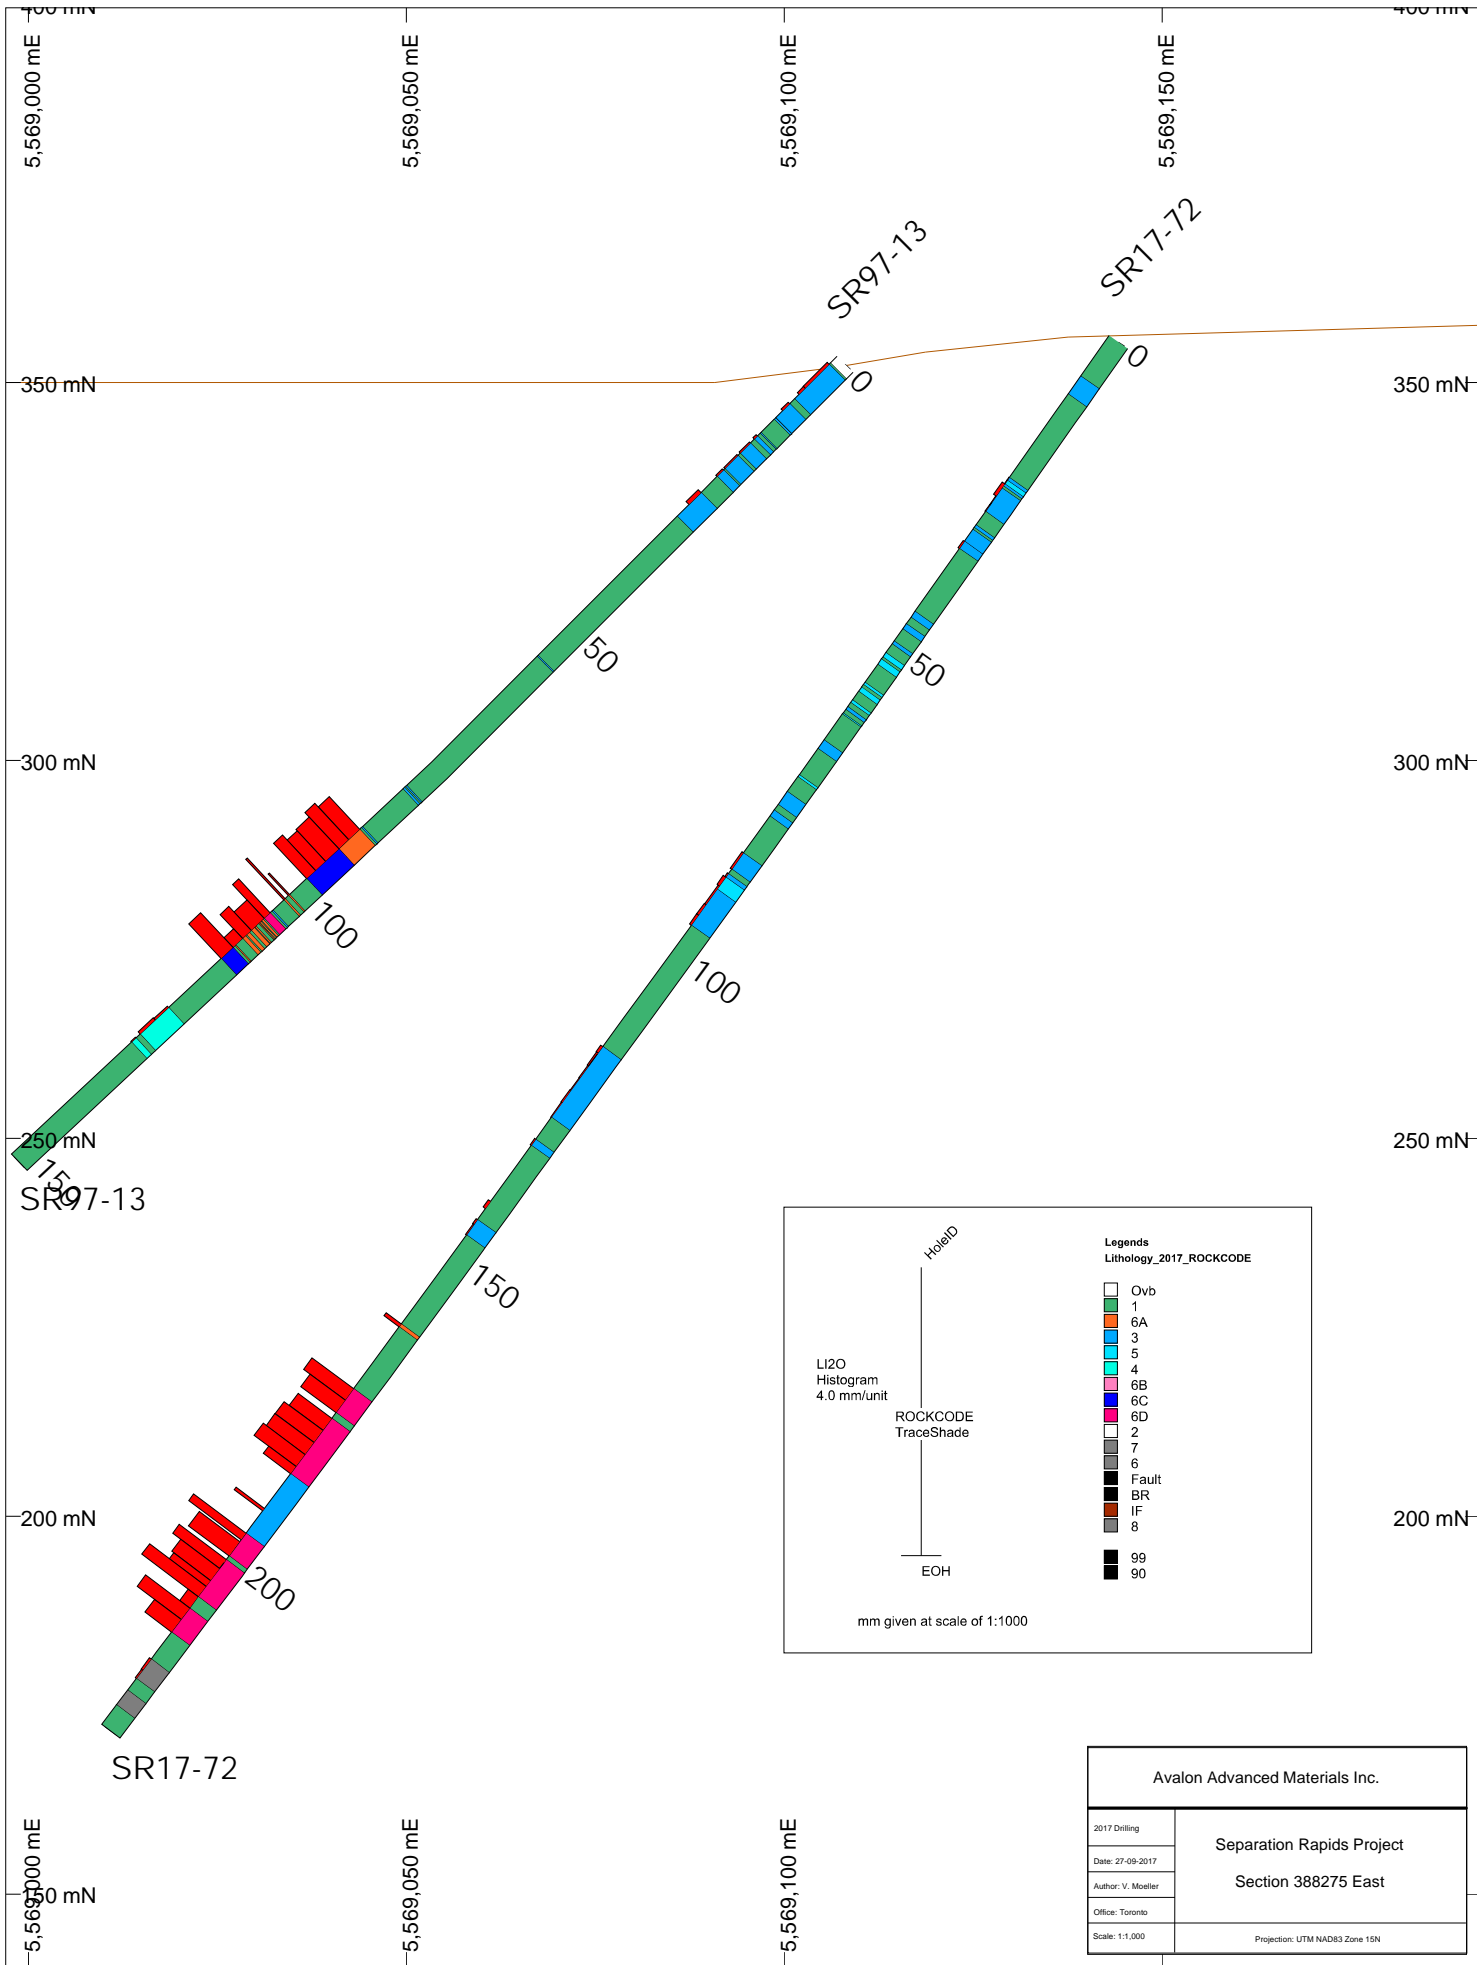 400 mN
400 mN
5,569,000 mE
5,569,050 mE
5,569,100 mE
5,569,150 mE
SR97-13
SR17-72
0
0
350 mN
350 mN
50
50
300 mN
300 mN
100
100
250 mN
250 mN
150
SR97-13
150
200 mN
200 mN
200
SR17-72
HoleID
LI2O
Histogram
4.0 mm/unit
ROCKCODE
TraceShade
EOH
mm given at scale of 1:1000
Legends
Lithology_2017_ROCKCODE
Ovb
1
6A
3
5
4
6B
6C
6D
2
7
6
Fault
BR
IF
8
99
90
Avalon Advanced Materials Inc.
2017 Drilling
Date: 27-09-2017
Author: V. Moeller
Office: Toronto
Scale: 1:1,000
Separation Rapids Project
Section 388275 East
Projection: UTM NAD83 Zone 15N
5,569,000 mE
5,569,050 mE
5,569,100 mE
150 mN